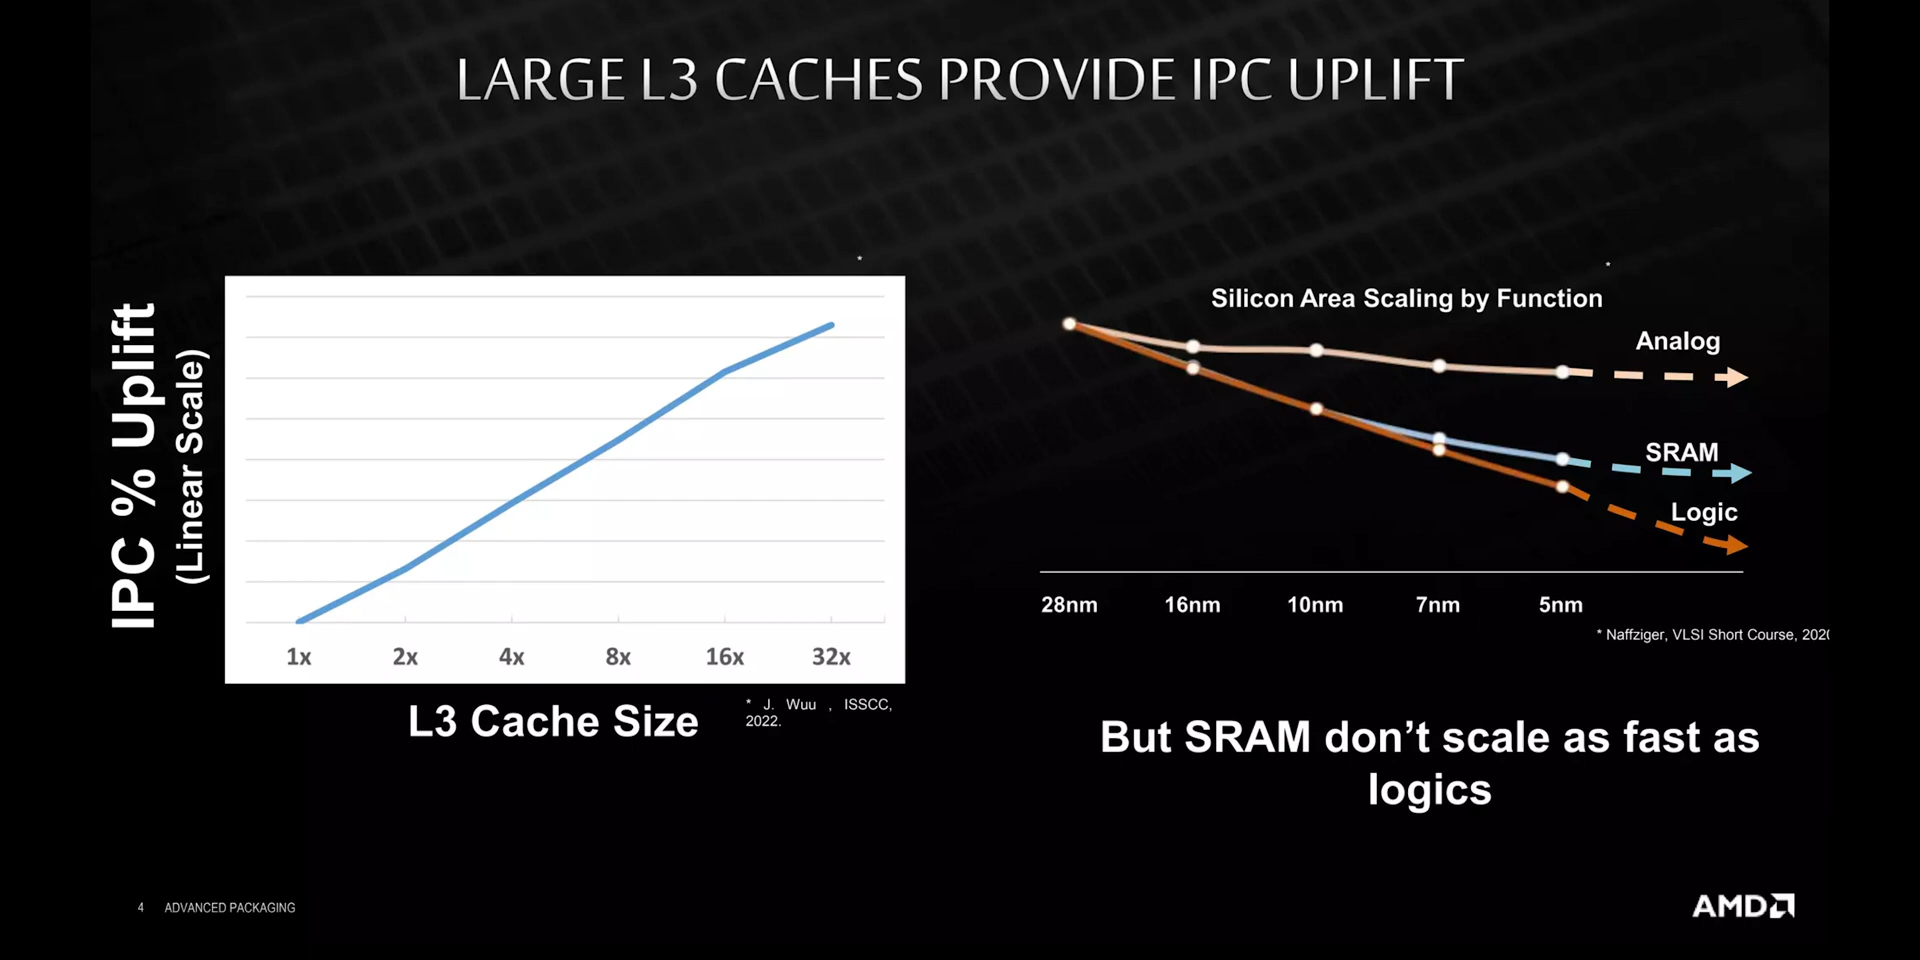 LARGE L3 CACHES PROVIDE IPC UPLIFT
*
IPC % Uplift
(Linear Scale)
1x 2x 4x 8x 16x 32x
L3 Cache Size
* J. Wuu , ISSCC,
2022.
*
Silicon Area Scaling by Function
Analog
SRAM
Logic
28nm 16nm 10nm 7nm 5nm
* Naffziger, VLSI Short Course,
But SRAM don’t scale as fast as
logics
4 ADVANCED PACKAGING
AMD